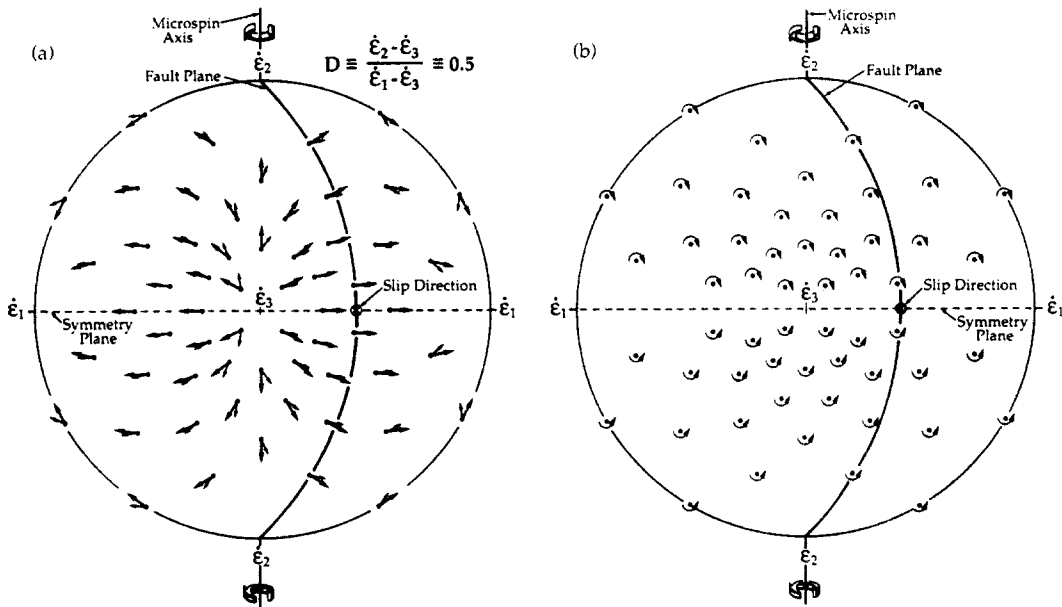 (a)
Microspin
Axis
ε̇₂
Fault Plane
D ≡ ε̇₂-ε̇₃ / ε̇₁-ε̇₃ ≡ 0.5
ε̇₃
Slip Direction
ε̇₁
ε̇₁
Symmetry
Plane
ε̇₂
(b)
Microspin
Axis
ε̇₂
Fault Plane
ε̇₃
Slip Direction
ε̇₁
ε̇₁
Symmetry
Plane
ε̇₂